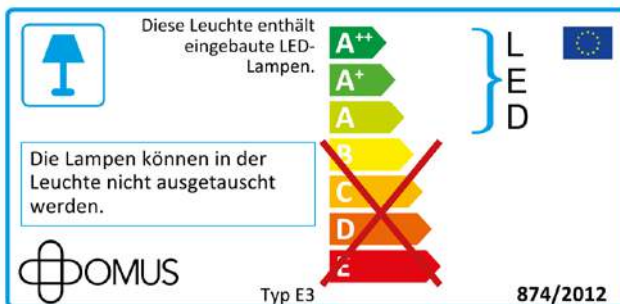 Diese Leuchte enthält
eingebaute LED-
Lampen.
A++
A+
A
B
C
D
E
L
E
D
Die Lampen können in der
Leuchte nicht ausgetauscht
werden.
DOMUS
Typ E3
874/2012